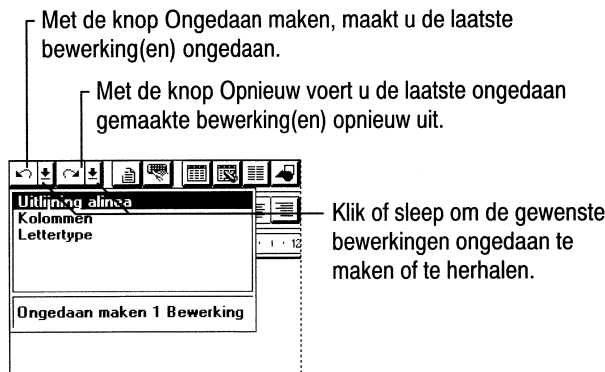 Met de knop Ongedaan maken, maakt u de laatste
bewerking(en) ongedaan.
Met de knop Opnieuw voert u de laatste ongedaan
gemaakte bewerking(en) opnieuw uit.
Uitlijning alinea
Kolommen
Lettertype
12
Ongedaan maken 1 Bewerking
Klik of sleep om de gewenste
bewerkingen ongedaan te
maken of te herhalen.